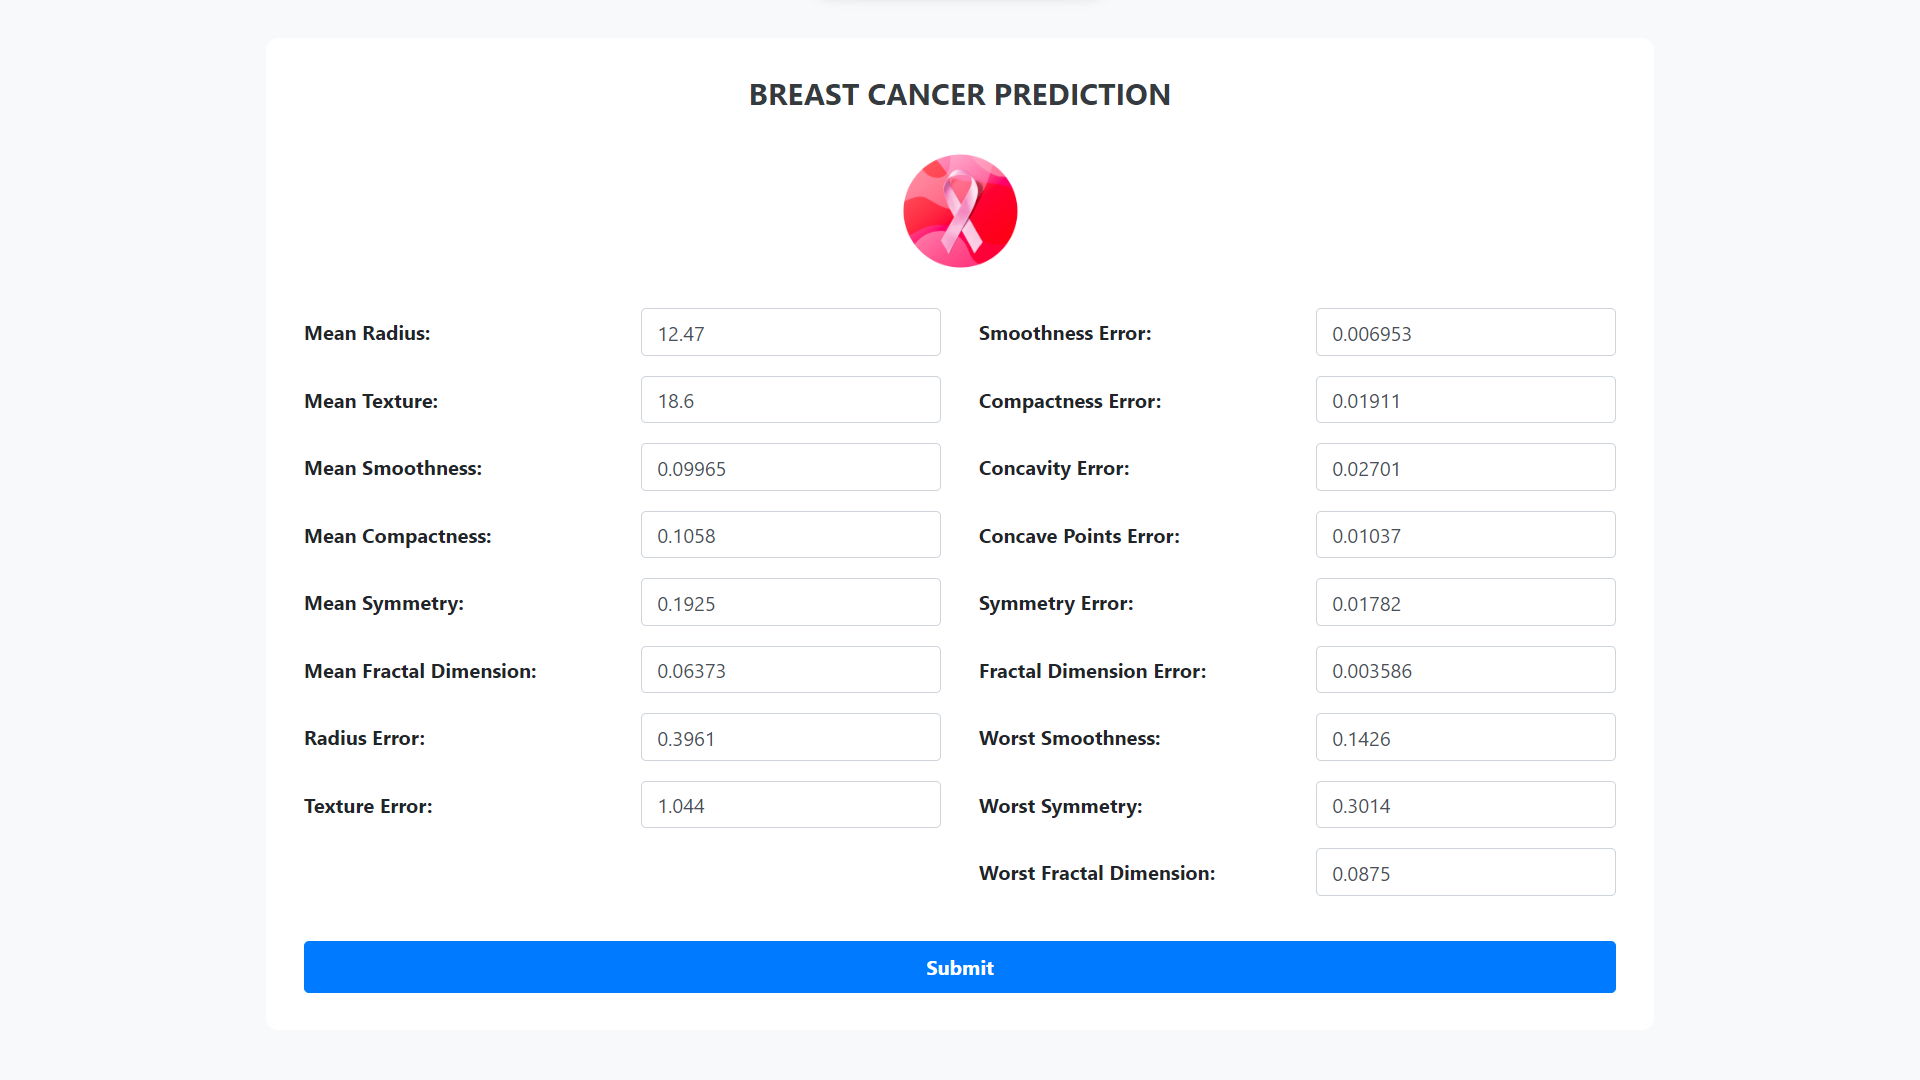 BREAST CANCER PREDICTION
Mean Radius: 12.47
Mean Texture: 18.6
Mean Smoothness: 0.09965
Mean Compactness: 0.1058
Mean Symmetry: 0.1925
Mean Fractal Dimension: 0.06373
Radius Error: 0.3961
Texture Error: 1.044
Smoothness Error: 0.006953
Compactness Error: 0.01911
Concavity Error: 0.02701
Concave Points Error: 0.01037
Symmetry Error: 0.01782
Fractal Dimension Error: 0.003586
Worst Smoothness: 0.1426
Worst Symmetry: 0.3014
Worst Fractal Dimension: 0.0875
Submit